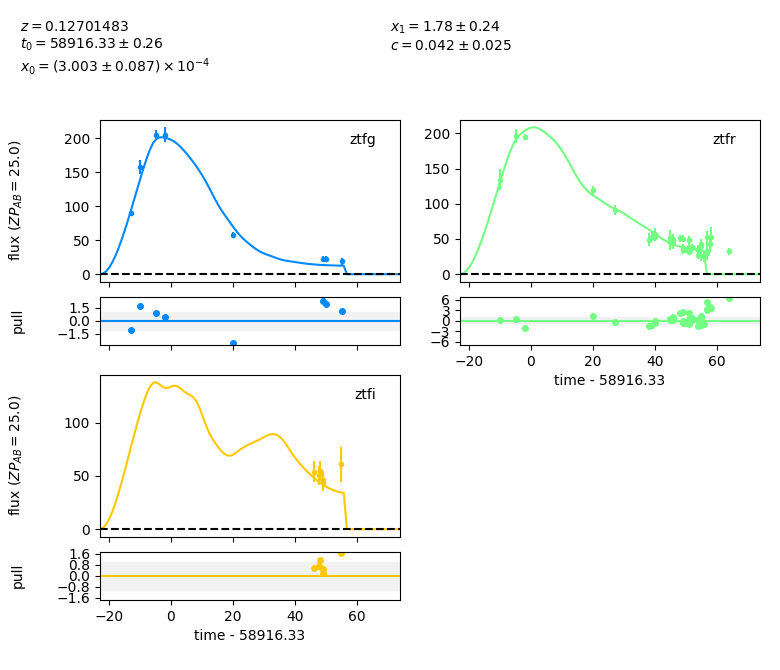 z = 0.12701483
t₀ = 58916.33 ± 0.26
x₀ = (3.003 ± 0.087) × 10⁻⁴
x₁ = 1.78 ± 0.24
c = 0.042 ± 0.025
flux (ZP_AB = 25.0)
200
150
100
50
0
ztfg
200
150
100
50
0
ztfr
pull
1.5
0.0
−1.5
6
3
0
−3
−6
−20 0 20 40 60
time - 58916.33
flux (ZP_AB = 25.0)
100
50
0
ztfi
pull
1.6
0.8
0.0
−0.8
−1.6
−20 0 20 40 60
time - 58916.33